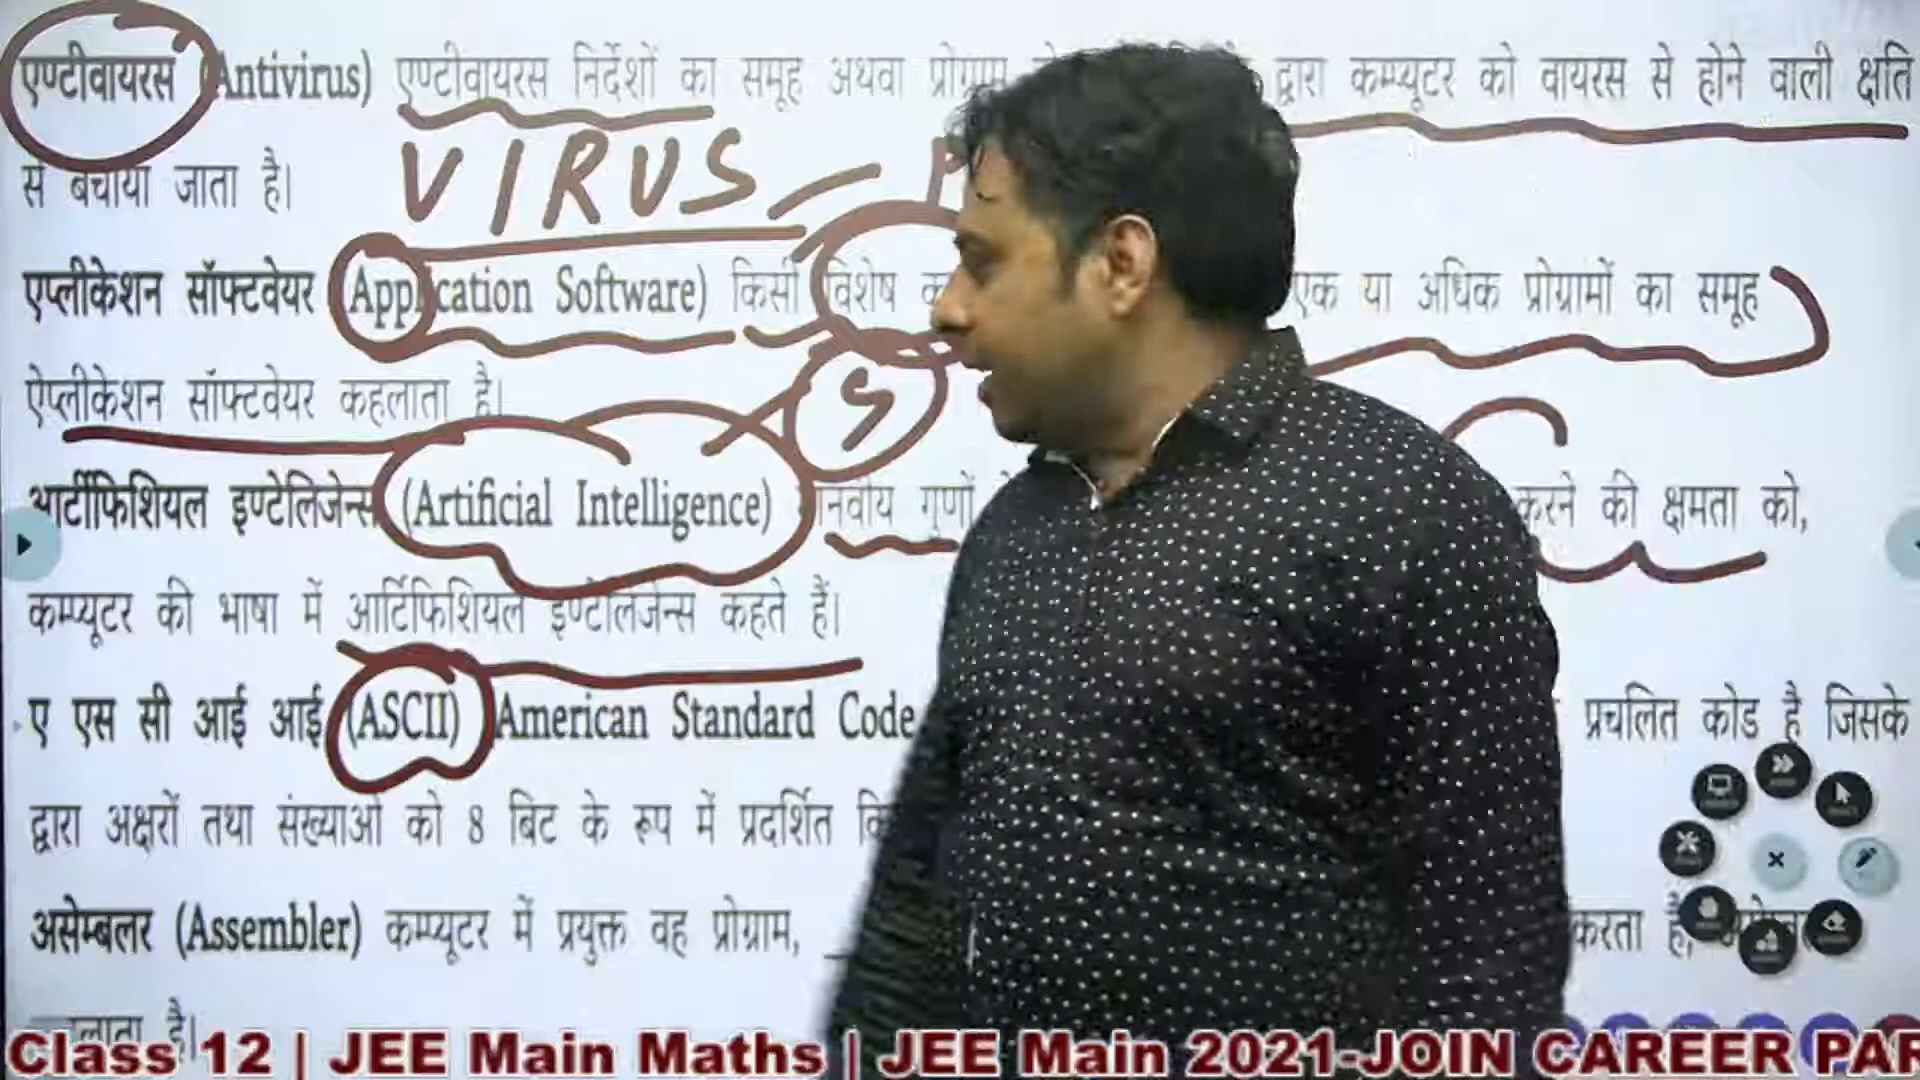 एण्टीवायरस (Antivirus) एण्टीवायरस निर्देशों का समूह अथवा प्रोग्राम द्वारा कम्प्यूटर को वायरस से होने वाली क्षति
से बचाया जाता है।
VIRUS
एप्लीकेशन सॉफ्टवेयर (Application Software) किसी विशेष एक या अधिक प्रोग्रामों का समूह
ऐप्लीकेशन सॉफ्टवेयर कहलाता है।
आर्टीफिशियल इण्टेलिजेन्स (Artificial Intelligence) गुणों करने की क्षमता को,
कम्प्यूटर की भाषा में आर्टिफिशियल इण्टेलिजेन्स कहते हैं।
ए एस सी आई आई (ASCII) American Standard Code प्रचलित कोड है जिसके
द्वारा अक्षरों तथा संख्याओं को 8 बिट के रूप में प्रदर्शित
असेम्बलर (Assembler) कम्प्यूटर में प्रयुक्त वह प्रोग्राम, करता है,
है।
Class 12 | JEE Main Maths | JEE Main 2021-JOIN CAREER